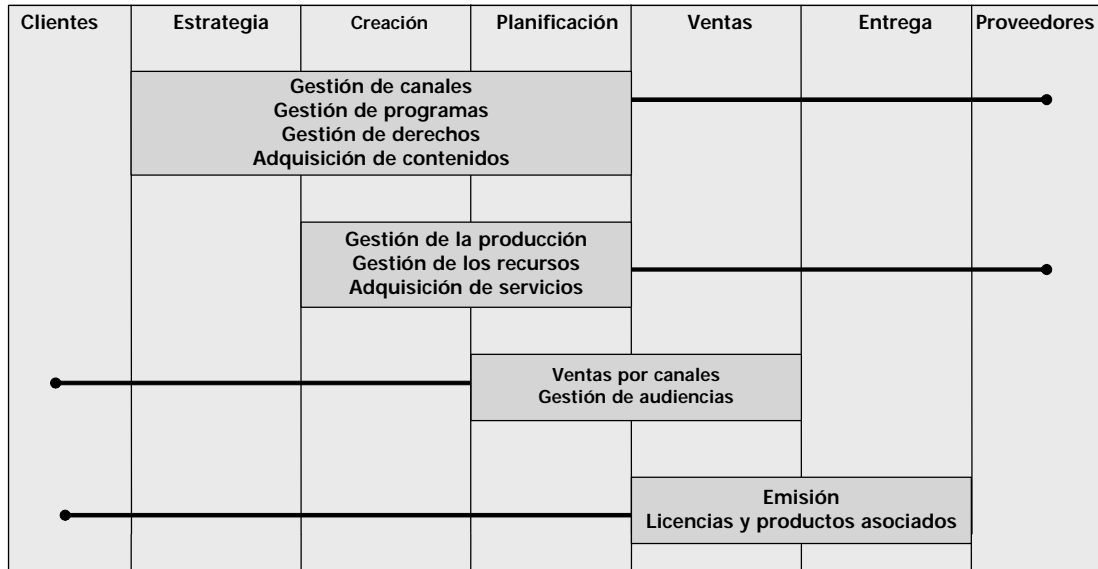 Clientes Estrategia Creación Planificación Ventas Entrega Proveedores
Gestión de canales
Gestión de programas
Gestión de derechos
Adquisición de contenidos
Gestión de la producción
Gestión de los recursos
Adquisición de servicios
Ventas por canales
Gestión de audiencias
Emisión
Licencias y productos asociados